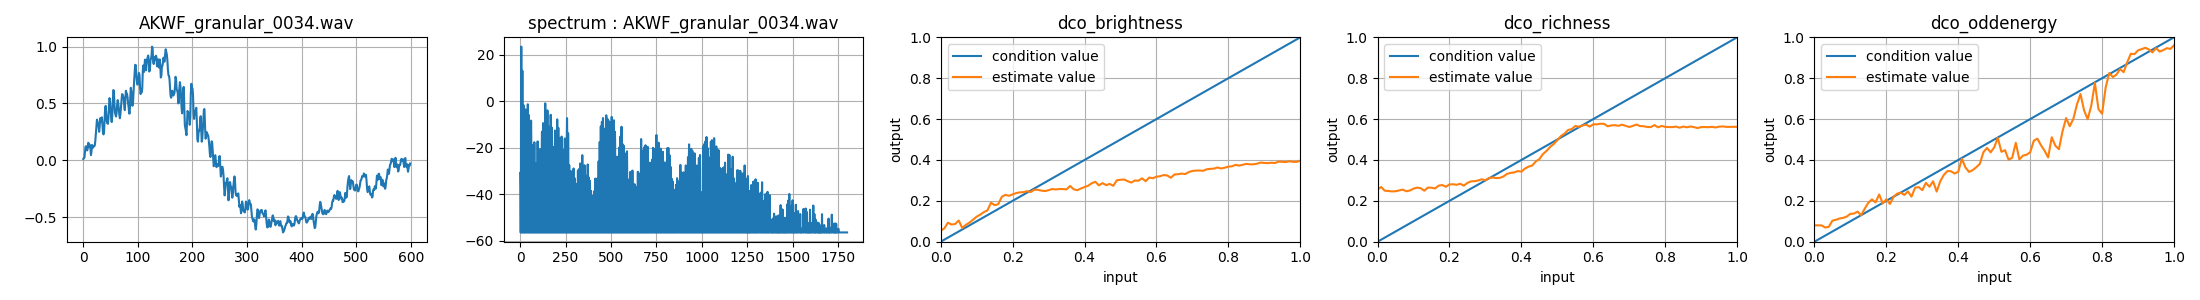 AKWF_granular_0034.wav
1.0
0.5
0.0
−0.5
0 100 200 300 400 500 600
spectrum : AKWF_granular_0034.wav
20
0
−20
−40
−60
0 250 500 750 1000 1250 1500 1750
dco_brightness
condition value
estimate value
output
1.0
0.8
0.6
0.4
0.2
0.0
0.0 0.2 0.4 0.6 0.8 1.0
input
dco_richness
condition value
estimate value
output
1.0
0.8
0.6
0.4
0.2
0.0
0.0 0.2 0.4 0.6 0.8 1.0
input
dco_oddenergy
condition value
estimate value
output
1.0
0.8
0.6
0.4
0.2
0.0
0.0 0.2 0.4 0.6 0.8 1.0
input